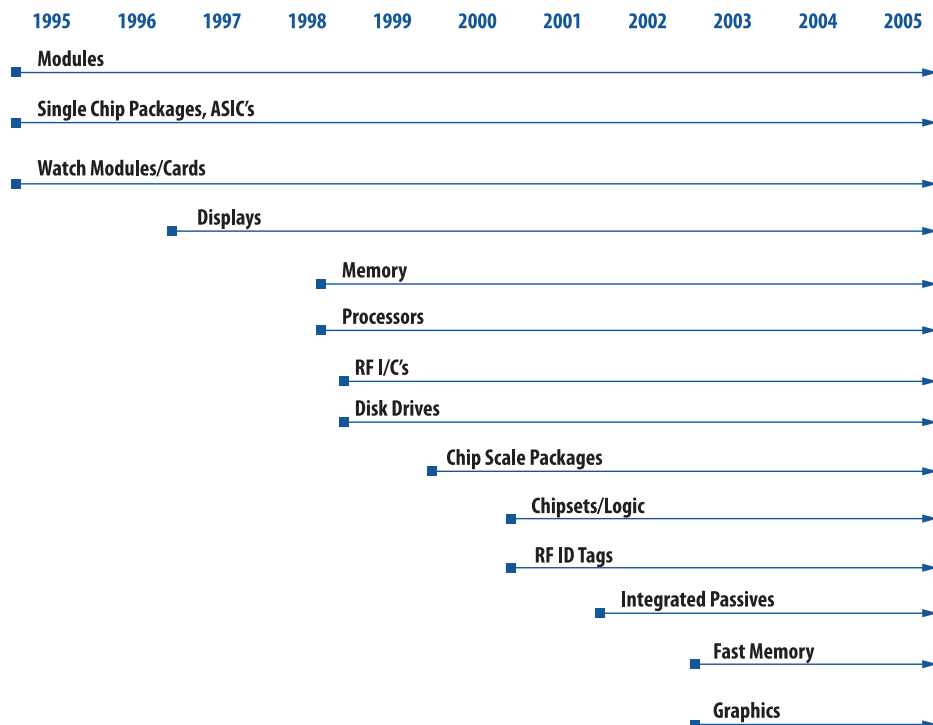 1995 1996 1997 1998 1999 2000 2001 2002 2003 2004 2005
Modules
Single Chip Packages, ASIC's
Watch Modules/Cards
Displays
Memory
Processors
RF I/C's
Disk Drives
Chip Scale Packages
Chipsets/Logic
RF ID Tags
Integrated Passives
Fast Memory
Graphics